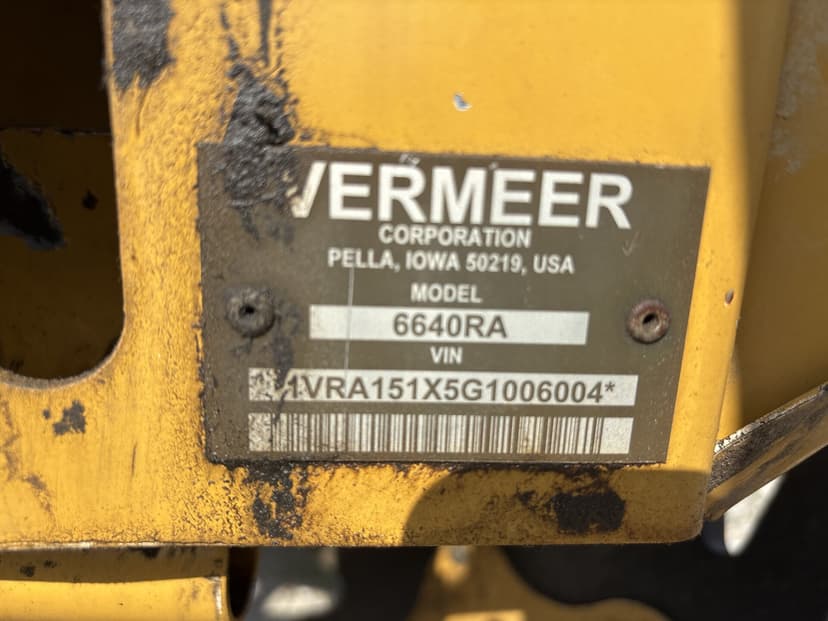 VERMEER
CORPORATION
PELLA, IOWA 50219, USA
MODEL
6640RA
VIN
*1VRA151X5G1006004*